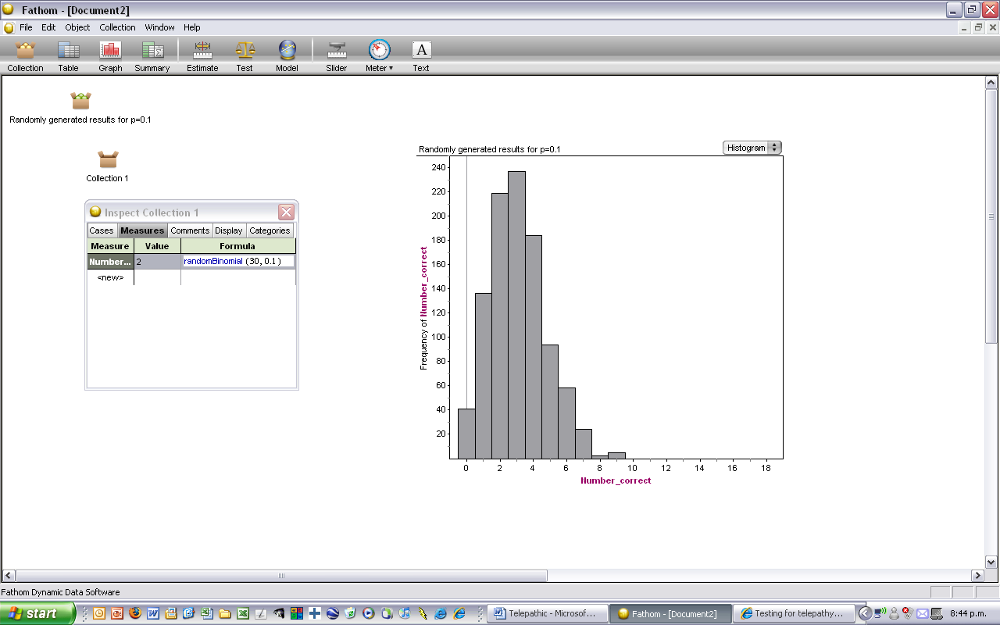 Fathom - [Document2]
File Edit Object Collection Window Help
Collection Table Graph Summary Estimate Test Model Slider Meter Text
A
Randomly generated results for p=0.1
Collection 1
Inspect Collection 1
Cases Measures Comments Display Categories
Measure Value Formula
Number... 2 randomBinomial (30, 0.1)
<new>
Randomly generated results for p=0.1
Histogram
240
220
200
180
160
140
120
100
80
60
40
20
Frequency of Number_correct
0 2 4 6 8 10 12 14 16 18
Number_correct
Fathom Dynamic Data Software
start Telepathic - Microsof... Fathom - [Document2] Testing for telepathy... 8:44 p.m.